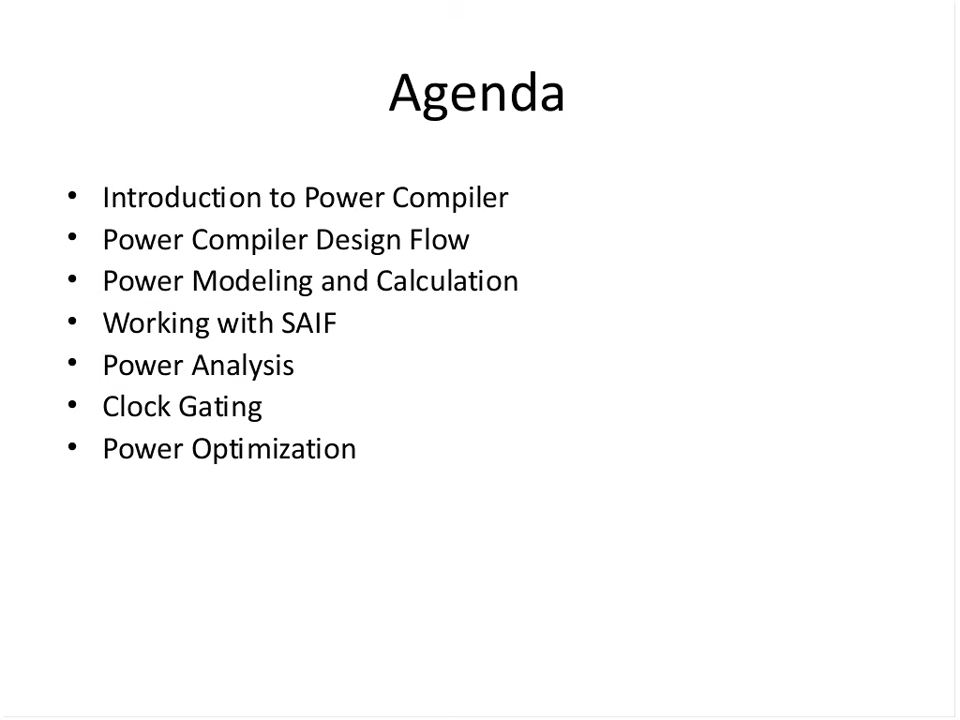 Agenda
• Introduction to Power Compiler
• Power Compiler Design Flow
• Power Modeling and Calculation
• Working with SAIF
• Power Analysis
• Clock Gating
• Power Optimization